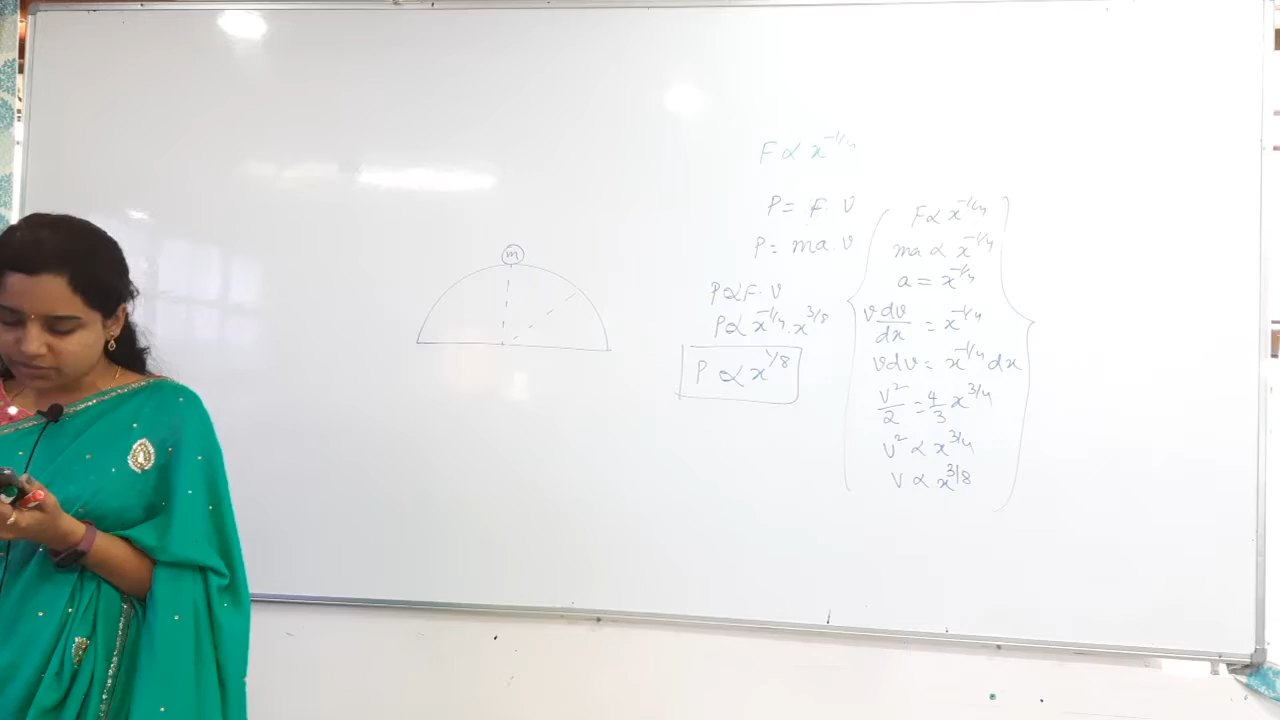 m
F ∝ x^{-1/4}
P = F . V
P = ma . V
P ∝ F . V
P ∝ x^{-1/4} . x^{3/8}
P ∝ x^{1/8}
F ∝ x^{-1/4}
ma ∝ x^{-1/4}
a = x^{-1/4}
v dv/dx = x^{-1/4}
vdv = x^{-1/4} dx
V²/2 = 4/3 x^{3/4}
V² ∝ x^{3/4}
V ∝ x^{3/8}